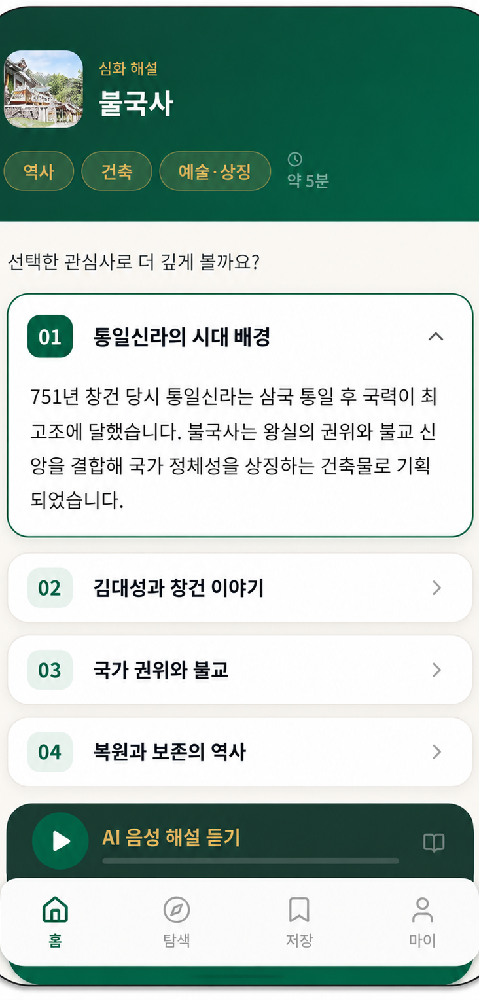 심화 해설
불국사
역사
건축
예술·상징
약 5분
선택한 관심사로 더 깊게 볼까요?
01 통일신라의 시대 배경
751년 창건 당시 통일신라는 삼국 통일 후 국력이 최
고조에 달했습니다. 불국사는 왕실의 권위와 불교 신
앙을 결합해 국가 정체성을 상징하는 건축물로 기획
되었습니다.
02 김대성과 창건 이야기
03 국가 권위와 불교
04 복원과 보존의 역사
AI 음성 해설 듣기
홈
탐색
저장
마이